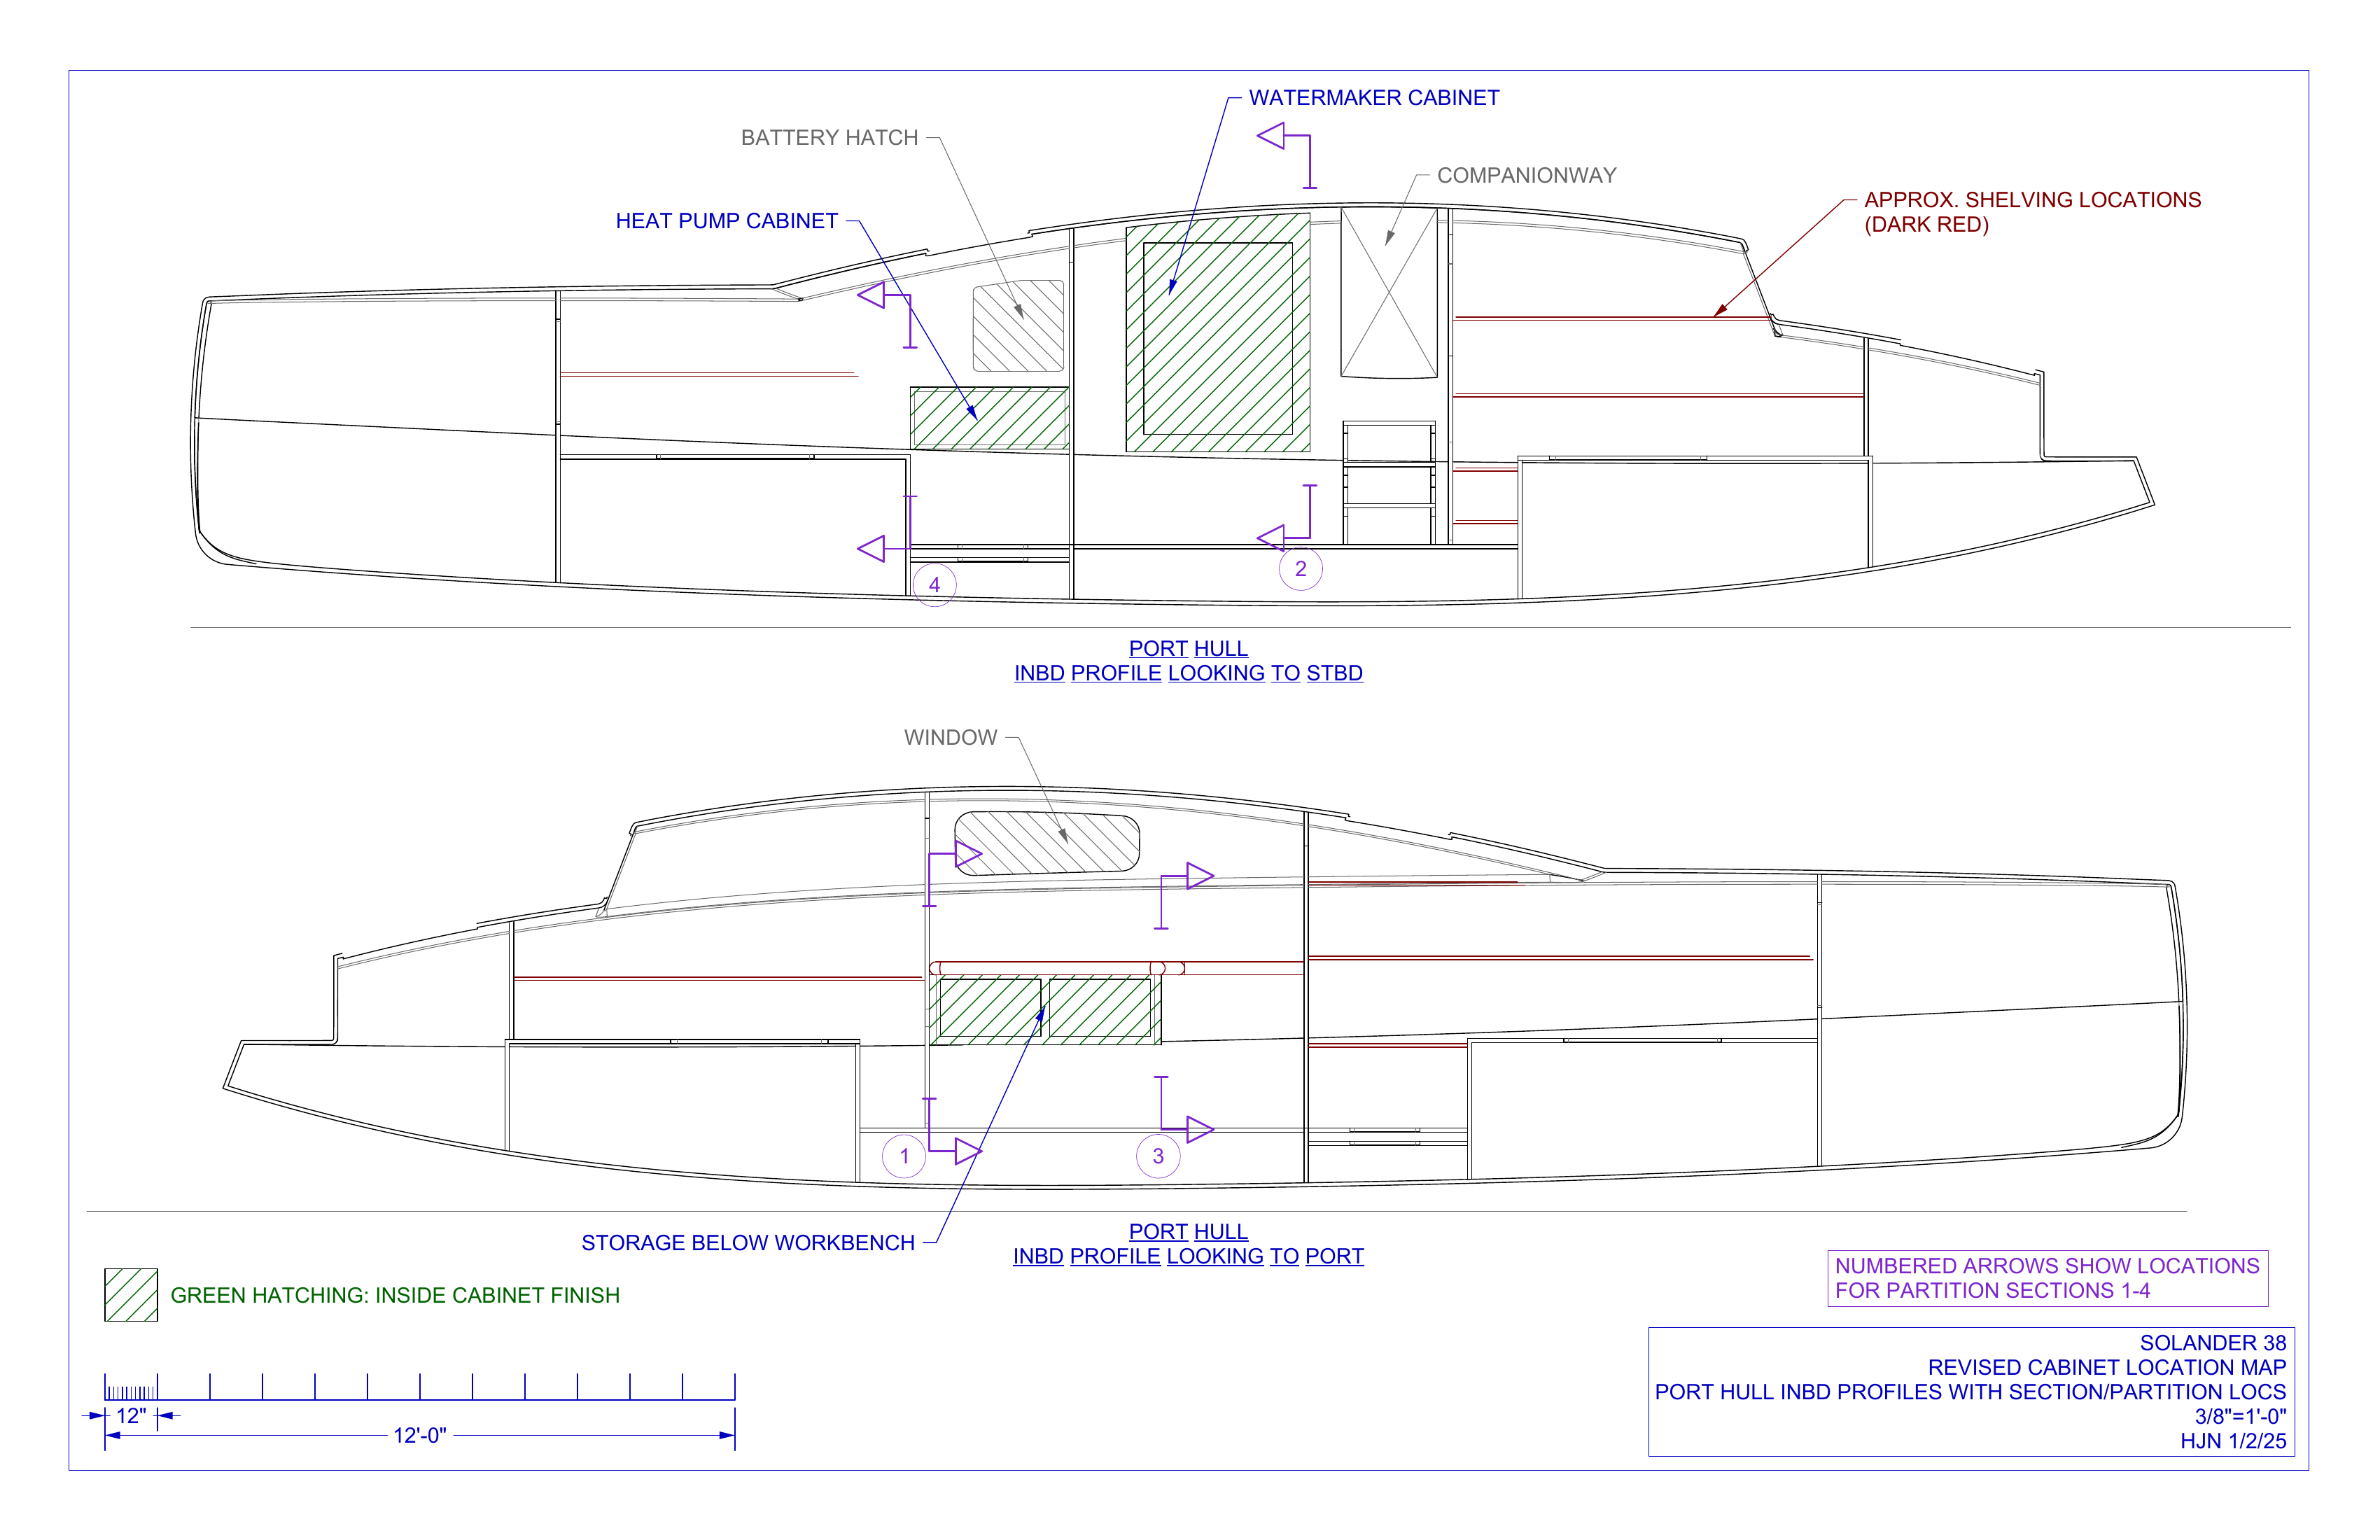 WATERMAKER CABINET
BATTERY HATCH
COMPANIONWAY
HEAT PUMP CABINET
APPROX. SHELVING LOCATIONS
(DARK RED)
4
2
PORT HULL
INBD PROFILE LOOKING TO STBD
WINDOW
1
3
STORAGE BELOW WORKBENCH
PORT HULL
INBD PROFILE LOOKING TO PORT
GREEN HATCHING: INSIDE CABINET FINISH
NUMBERED ARROWS SHOW LOCATIONS
FOR PARTITION SECTIONS 1-4
12"
12'-0"
SOLANDER 38
REVISED CABINET LOCATION MAP
PORT HULL INBD PROFILES WITH SECTION/PARTITION LOCS
3/8"=1'-0"
HJN 1/2/25